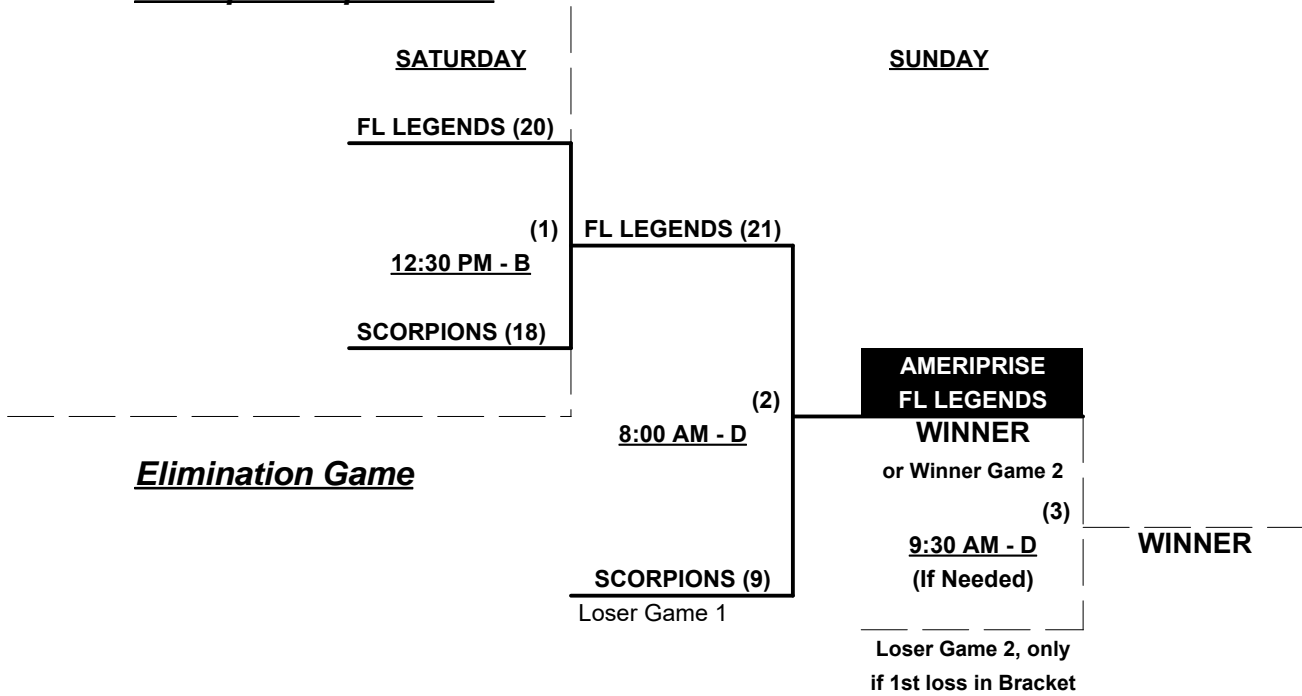 SATURDAY
SUNDAY
FL LEGENDS (20)
(1)
FL LEGENDS (21)
12:30 PM - B
SCORPIONS (18)
AMERIPRISE
FL LEGENDS
(2)
8:00 AM - D
WINNER
or Winner Game 2
Elimination Game
(3)
9:30 AM - D
WINNER
(If Needed)
SCORPIONS (9)
Loser Game 1
Loser Game 2, only
if 1st loss in Bracket